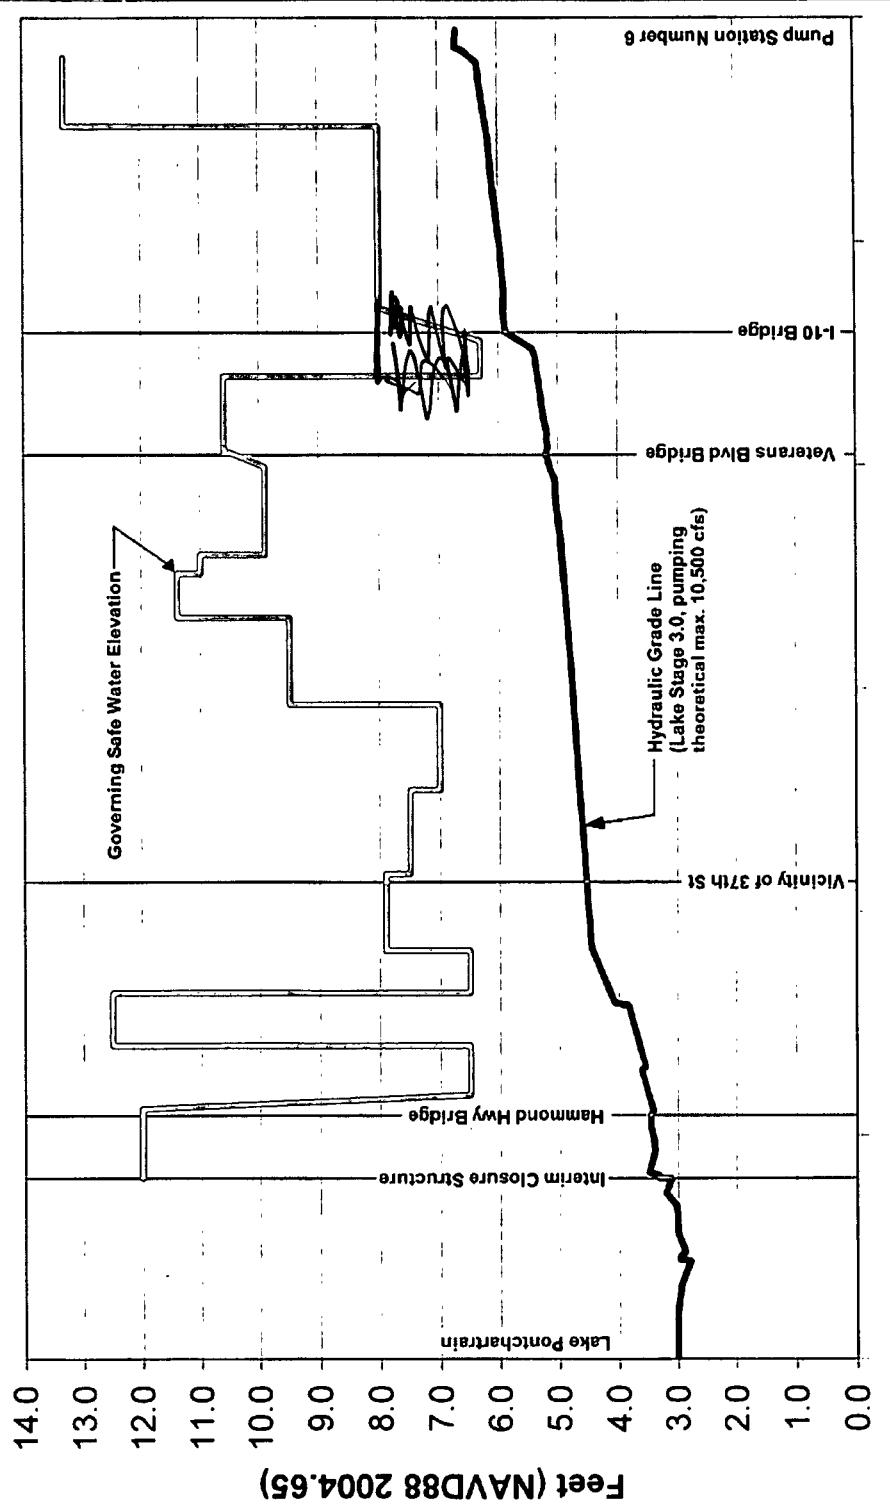 Feet (NAVD88 2004.65)
14.0
13.0
12.0
11.0
10.0
9.0
8.0
7.0
6.0
5.0
4.0
3.0
2.0
1.0
0.0
Lake Pontchartrain
Interim Closure Structure
Hammond Hwy Bridge
Vicinity of 37th St
Veterans Blvd Bridge
I-10 Bridge
Pump Station Number 6
Governing Safe Water Elevation
Hydraulic Grade Line
(Lake Stage 3.0, pumping
theoretical max. 10,500 cfs)